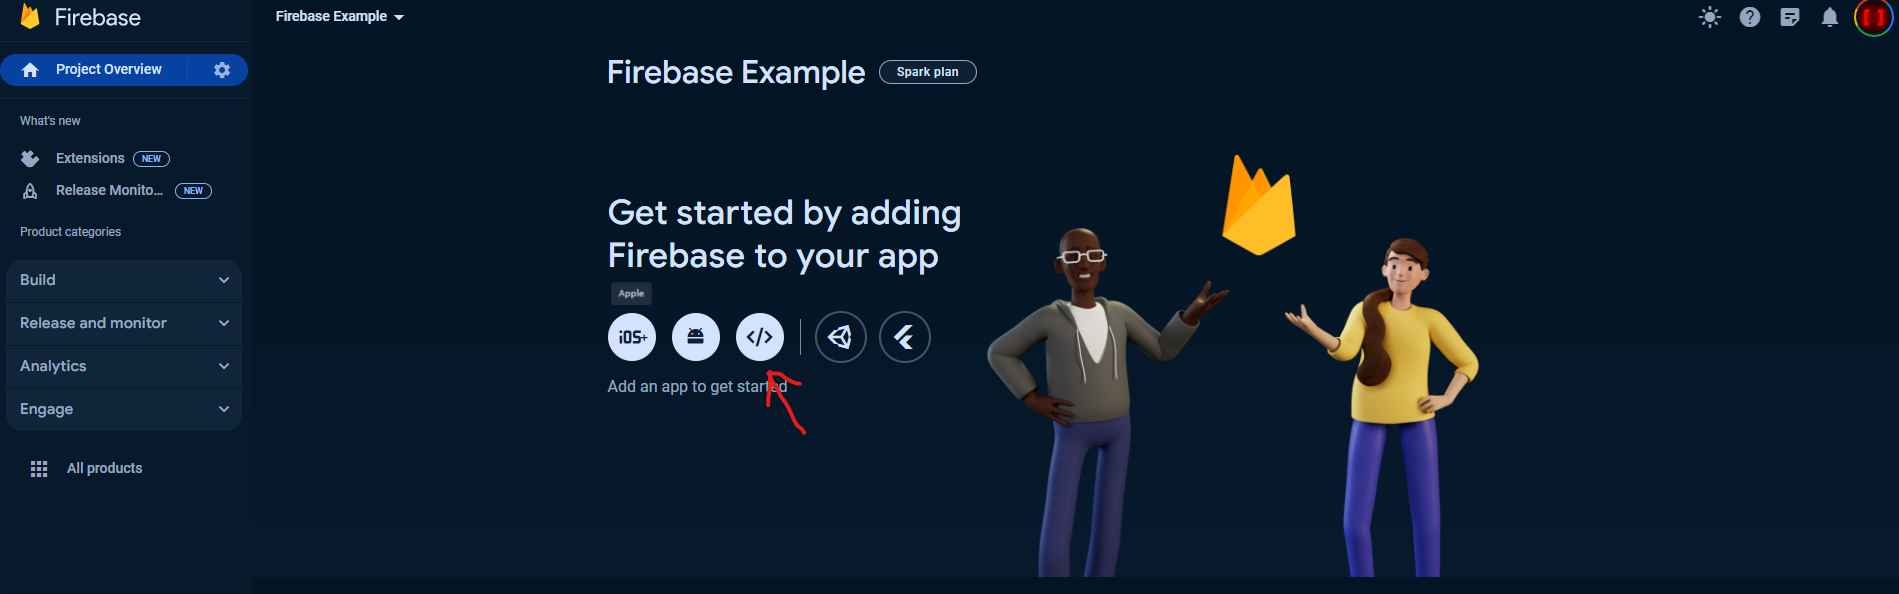 Firebase
Firebase Example
Project Overview
What's new
Extensions NEW
Release Monito... NEW
Product categories
Build
Release and monitor
Analytics
Engage
All products
Firebase Example Spark plan
Get started by adding
Firebase to your app
Apple
iOS+ </>
Add an app to get started
[ ]